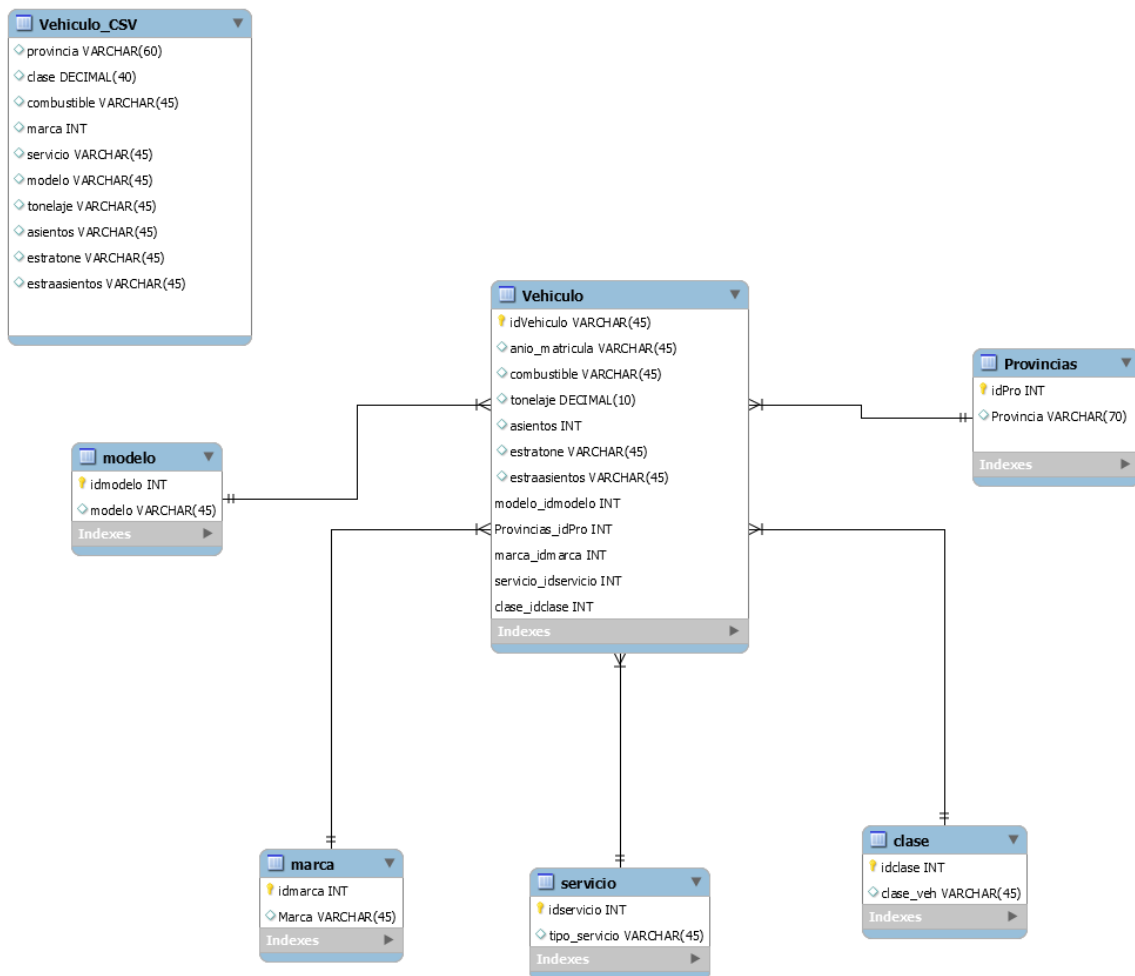 Vehiculo_CSV
provincia VARCHAR(60)
clase DECIMAL(40)
combustible VARCHAR(45)
marca INT
servicio VARCHAR(45)
modelo VARCHAR(45)
tonelaje VARCHAR(45)
asientos VARCHAR(45)
estratone VARCHAR(45)
estraasientos VARCHAR(45)
Vehiculo
idVehiculo VARCHAR(45)
anio_matricula VARCHAR(45)
combustible VARCHAR(45)
tonelaje DECIMAL(10)
asientos INT
estratone VARCHAR(45)
estraasientos VARCHAR(45)
modelo_idmodelo INT
Provincias_idPro INT
marca_idmarca INT
servicio_idservicio INT
clase_idclase INT
Indexes
Provincias
idPro INT
Provincia VARCHAR(70)
Indexes
modelo
idmodelo INT
modelo VARCHAR(45)
Indexes
marca
idmarca INT
Marca VARCHAR(45)
Indexes
servicio
idservicio INT
tipo_servicio VARCHAR(45)
Indexes
clase
idclase INT
clase_veh VARCHAR(45)
Indexes